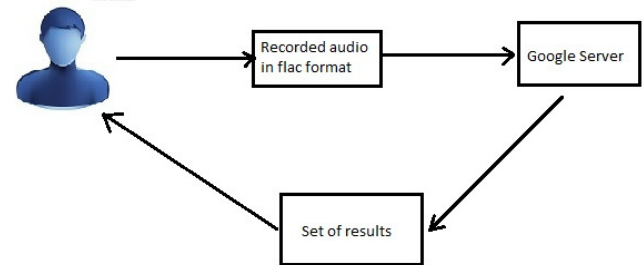 Recorded audio
in flac format
Google Server
Set of results